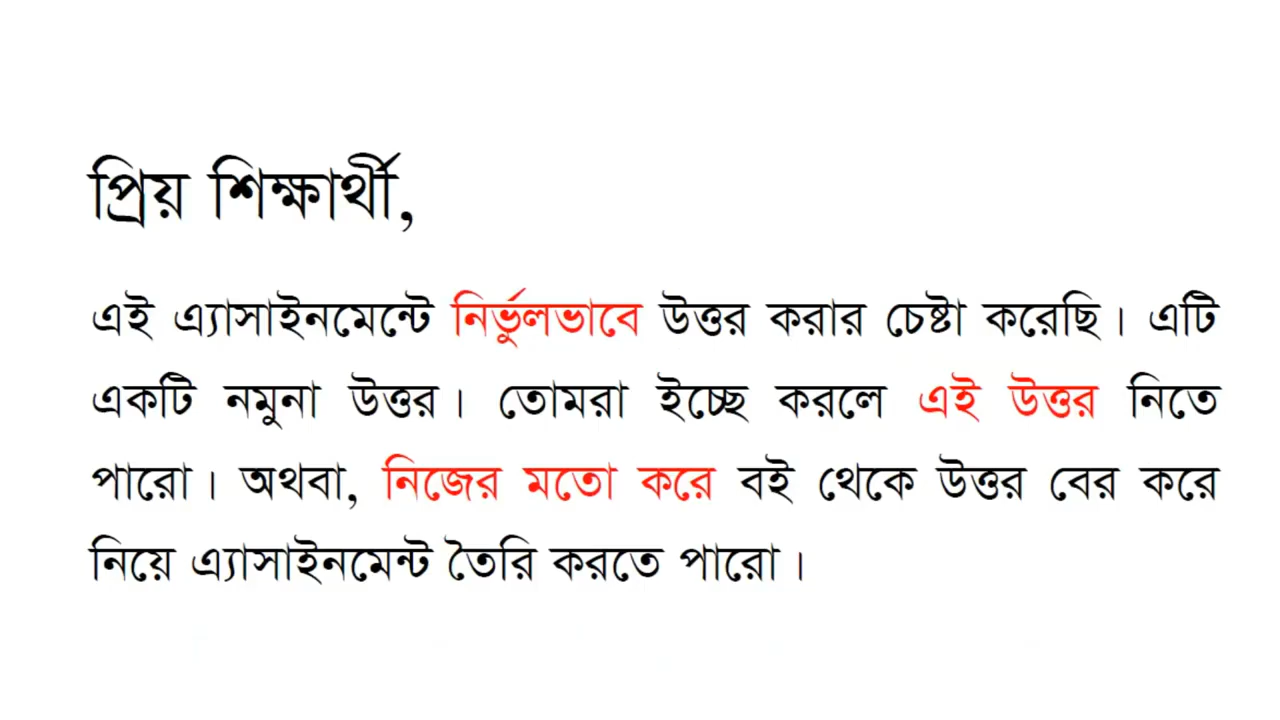 প্রিয় শিক্ষার্থী,
এই এ্যাসাইনমেন্টে নির্ভুলভাবে উত্তর করার চেষ্টা করেছি। এটি
একটি নমুনা উত্তর। তোমরা ইচ্ছে করলে এই উত্তর নিতে
পারো। অথবা, নিজের মতো করে বই থেকে উত্তর বের করে
নিয়ে এ্যাসাইনমেন্ট তৈরি করতে পারো।